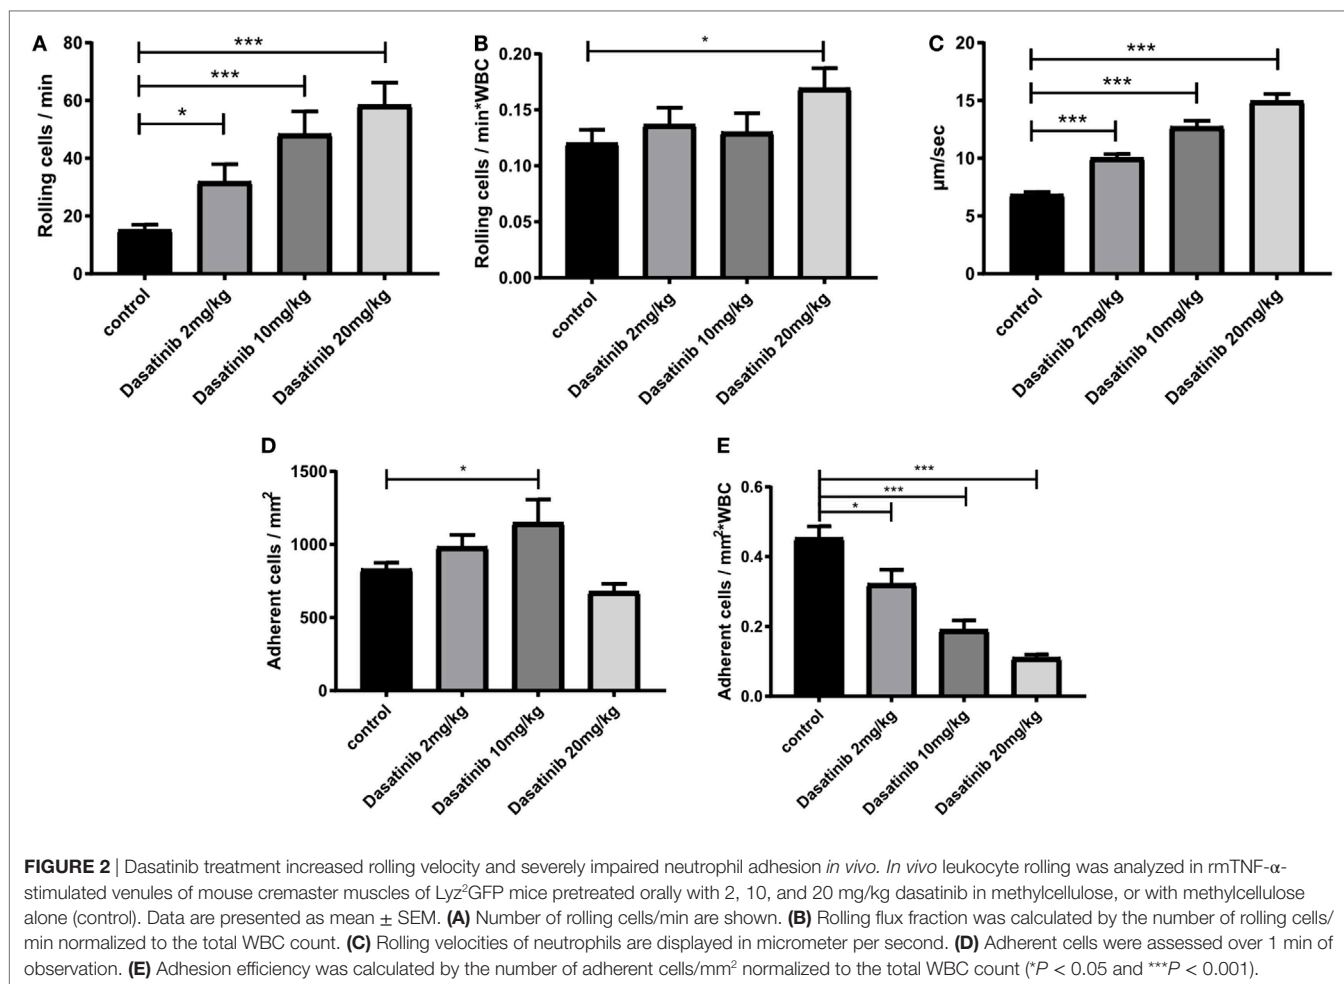 A
80
60
40
20
0
Rolling cells / min
*
***
***
control
Dasatinib 2mg/kg
Dasatinib 10mg/kg
Dasatinib 20mg/kg
B
0.20
0.15
0.10
0.05
0.00
Rolling cells / min*WBC
*
control
Dasatinib 2mg/kg
Dasatinib 10mg/kg
Dasatinib 20mg/kg
C
20
15
10
5
0
µm/sec
***
***
***
control
Dasatinib 2mg/kg
Dasatinib 10mg/kg
Dasatinib 20mg/kg
D
1500
1000
500
0
Adherent cells / mm²
*
control
Dasatinib 2mg/kg
Dasatinib 10mg/kg
Dasatinib 20mg/kg
E
0.6
0.4
0.2
0.0
Adherent cells / mm²*WBC
***
***
*
control
Dasatinib 2mg/kg
Dasatinib 10mg/kg
Dasatinib 20mg/kg
FIGURE 2 | Dasatinib treatment increased rolling velocity and severely impaired neutrophil adhesion in vivo. In vivo leukocyte rolling was analyzed in rmTNF-α-
stimulated venules of mouse cremaster muscles of Lyz²GFP mice pretreated orally with 2, 10, and 20 mg/kg dasatinib in methylcellulose, or with methylcellulose
alone (control). Data are presented as mean ± SEM. (A) Number of rolling cells/min are shown. (B) Rolling flux fraction was calculated by the number of rolling cells/
min normalized to the total WBC count. (C) Rolling velocities of neutrophils are displayed in micrometer per second. (D) Adherent cells were assessed over 1 min of
observation. (E) Adhesion efficiency was calculated by the number of adherent cells/mm² normalized to the total WBC count (*P < 0.05 and ***P < 0.001).